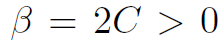 β = 2C > 0